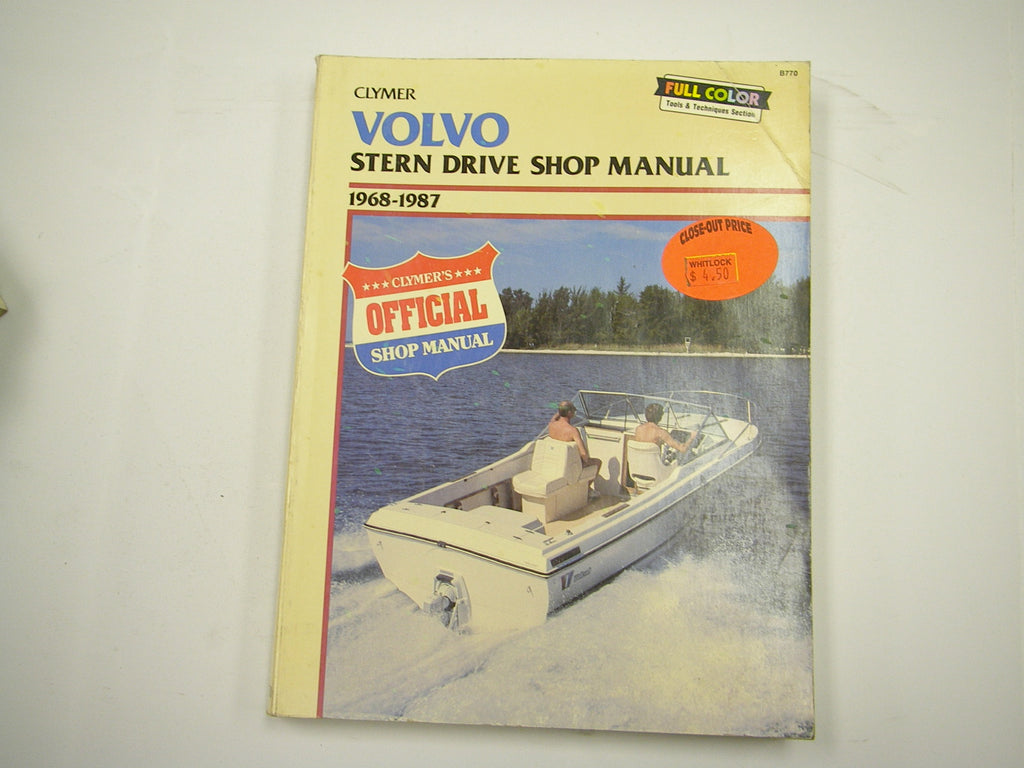 B770
CLYMER
FULL COLOR
Tools & Techniques Section
VOLVO
STERN DRIVE SHOP MANUAL
1968-1987
CLOSE-OUT PRICE
WHITLOCK
$ 4.50
★★★CLYMER'S★★★
OFFICIAL
SHOP MANUAL